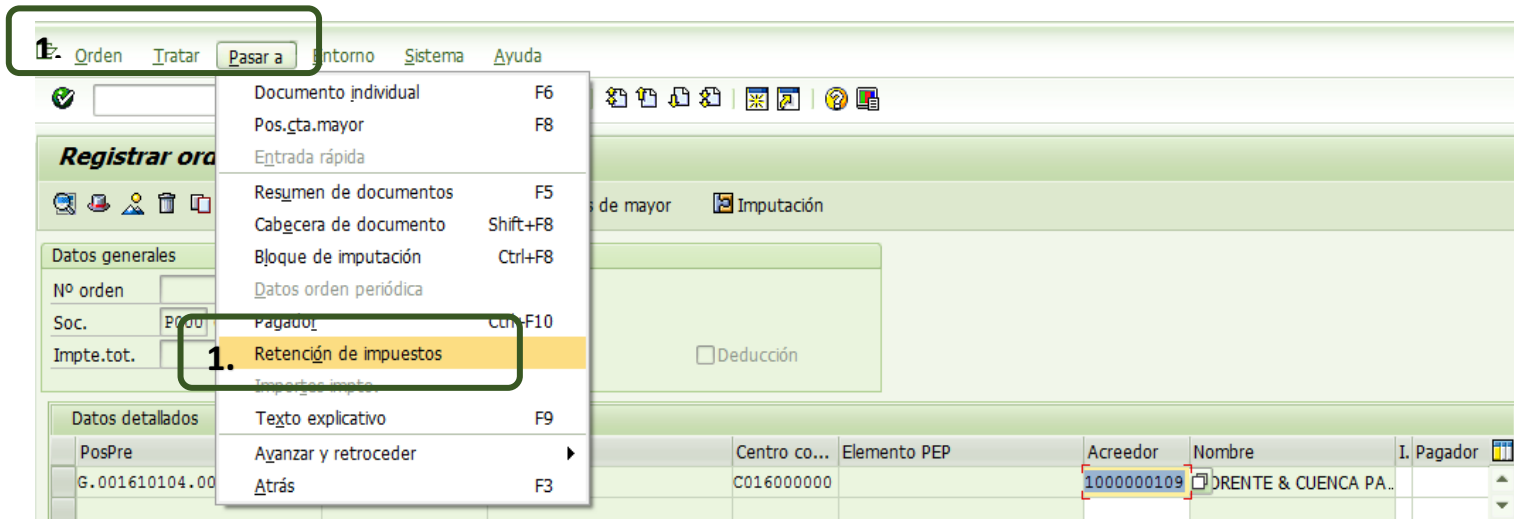 1. Orden Tratar Pasar a Entorno Sistema Ayuda
Documento individual F6
Pos.cta.mayor F8
Registrar ord
Entrada rápida
Resumen de documentos F5
s de mayor Imputación
Cabecera de documento Shift+F8
Datos generales
Bloque de imputación Ctrl+F8
Nº orden
Datos orden periódica
Soc. P000
Pagador Ctrl+F10
Impte.tot.
1. Retención de impuestos
Deducción
Importes impto.
Datos detallados
Texto explicativo F9
PosPre
Avanzar y retroceder
Centro co... Elemento PEP Acreedor Nombre I. Pagador
G.001610104.00
Atrás F3
C016000000 1000000109 ORENTE & CUENCA PA..